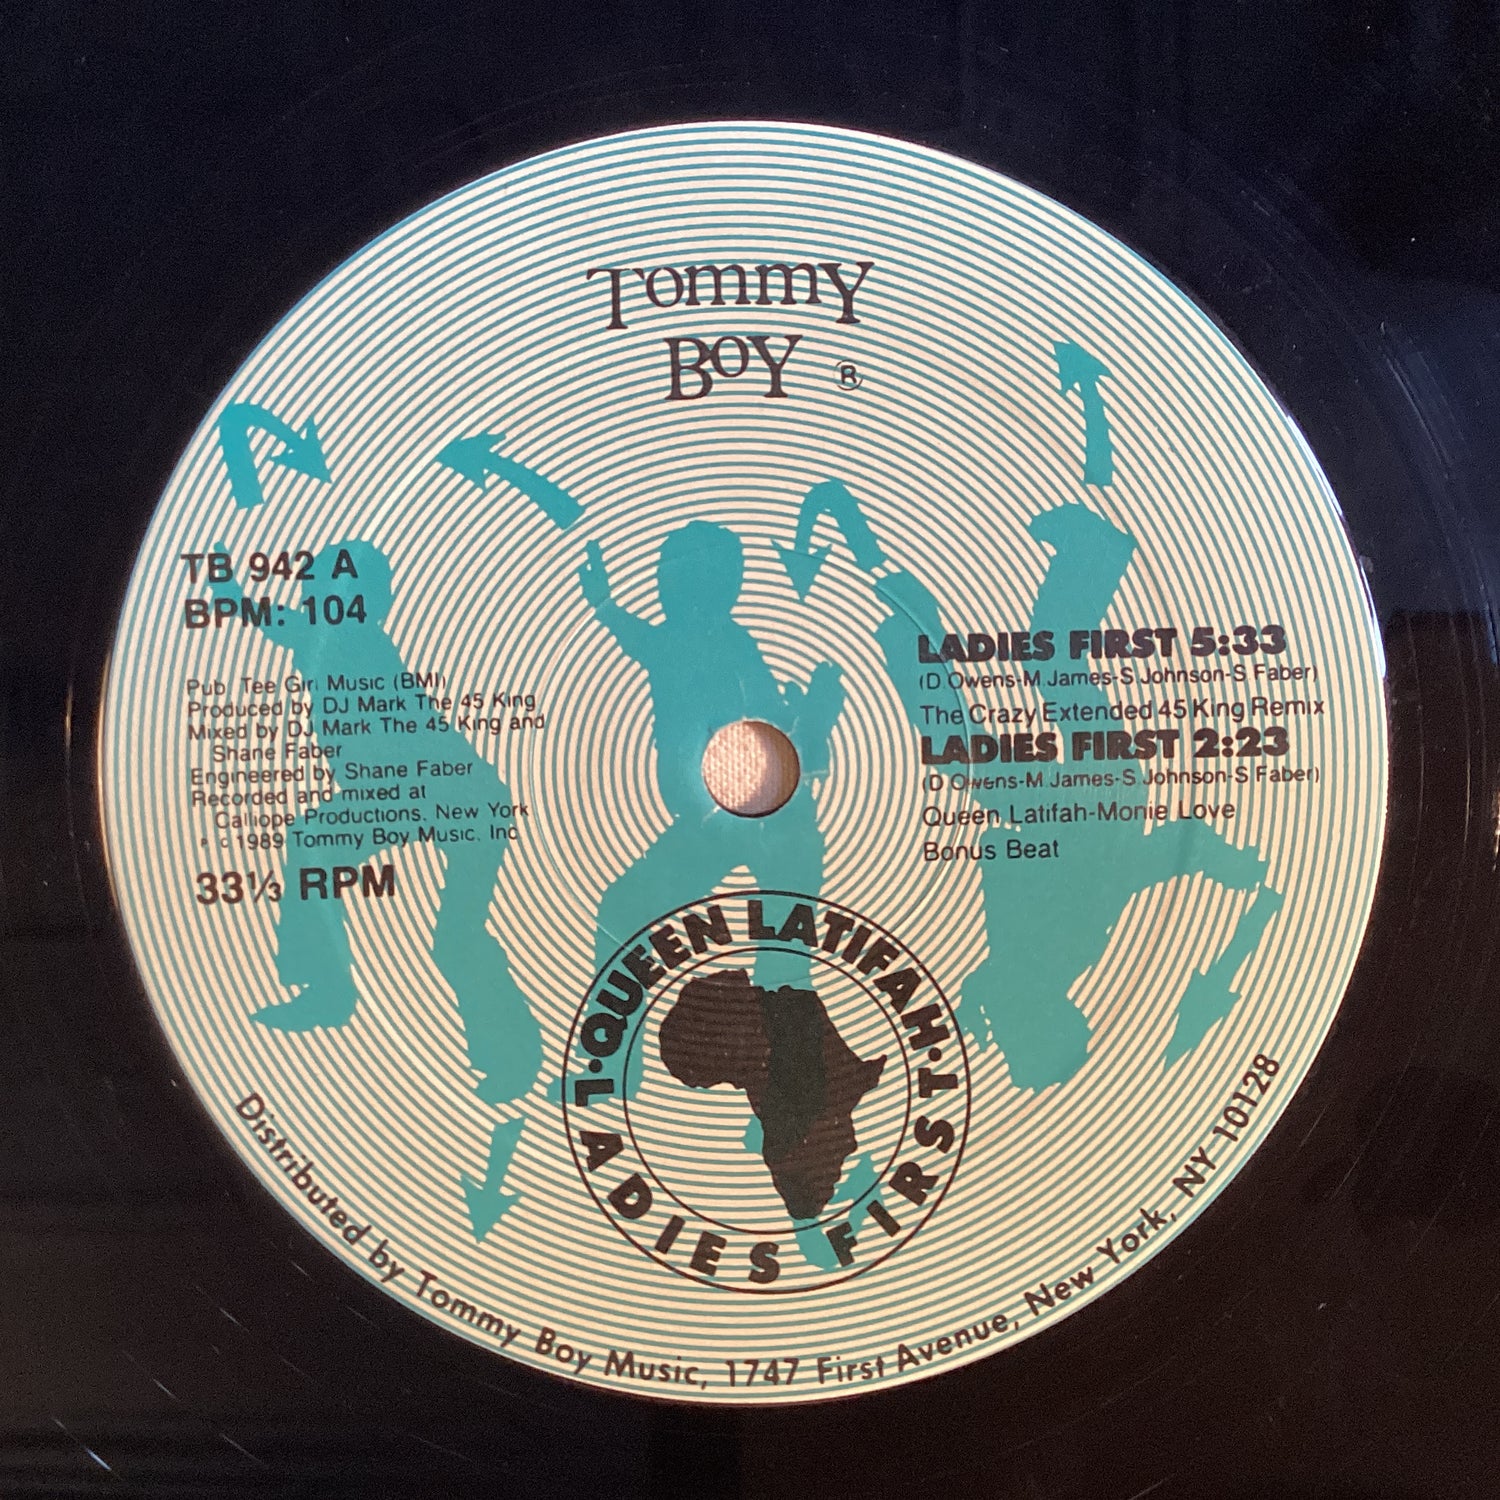 Tommy
Boy ®
TB 942 A
BPM: 104
Pub. Tee Girl Music (BMI)
Produced by DJ Mark The 45 King
Mixed by DJ Mark The 45 King and
Shane Faber
Engineered by Shane Faber
Recorded and mixed at
Calliope Productions, New York
℗ © 1989 Tommy Boy Music, Inc.
33⅓ RPM
LADIES FIRST 5:33
(D. Owens-M. James-S. Johnson-S. Faber)
The Crazy Extended 45 King Remix
LADIES FIRST 2:23
(D. Owens-M. James-S. Johnson-S. Faber)
Queen Latifah-Monie Love
Bonus Beat
·QUEEN LATIFAH·
LADIES FIRST
Distributed by Tommy Boy Music, 1747 First Avenue, New York, NY 10128